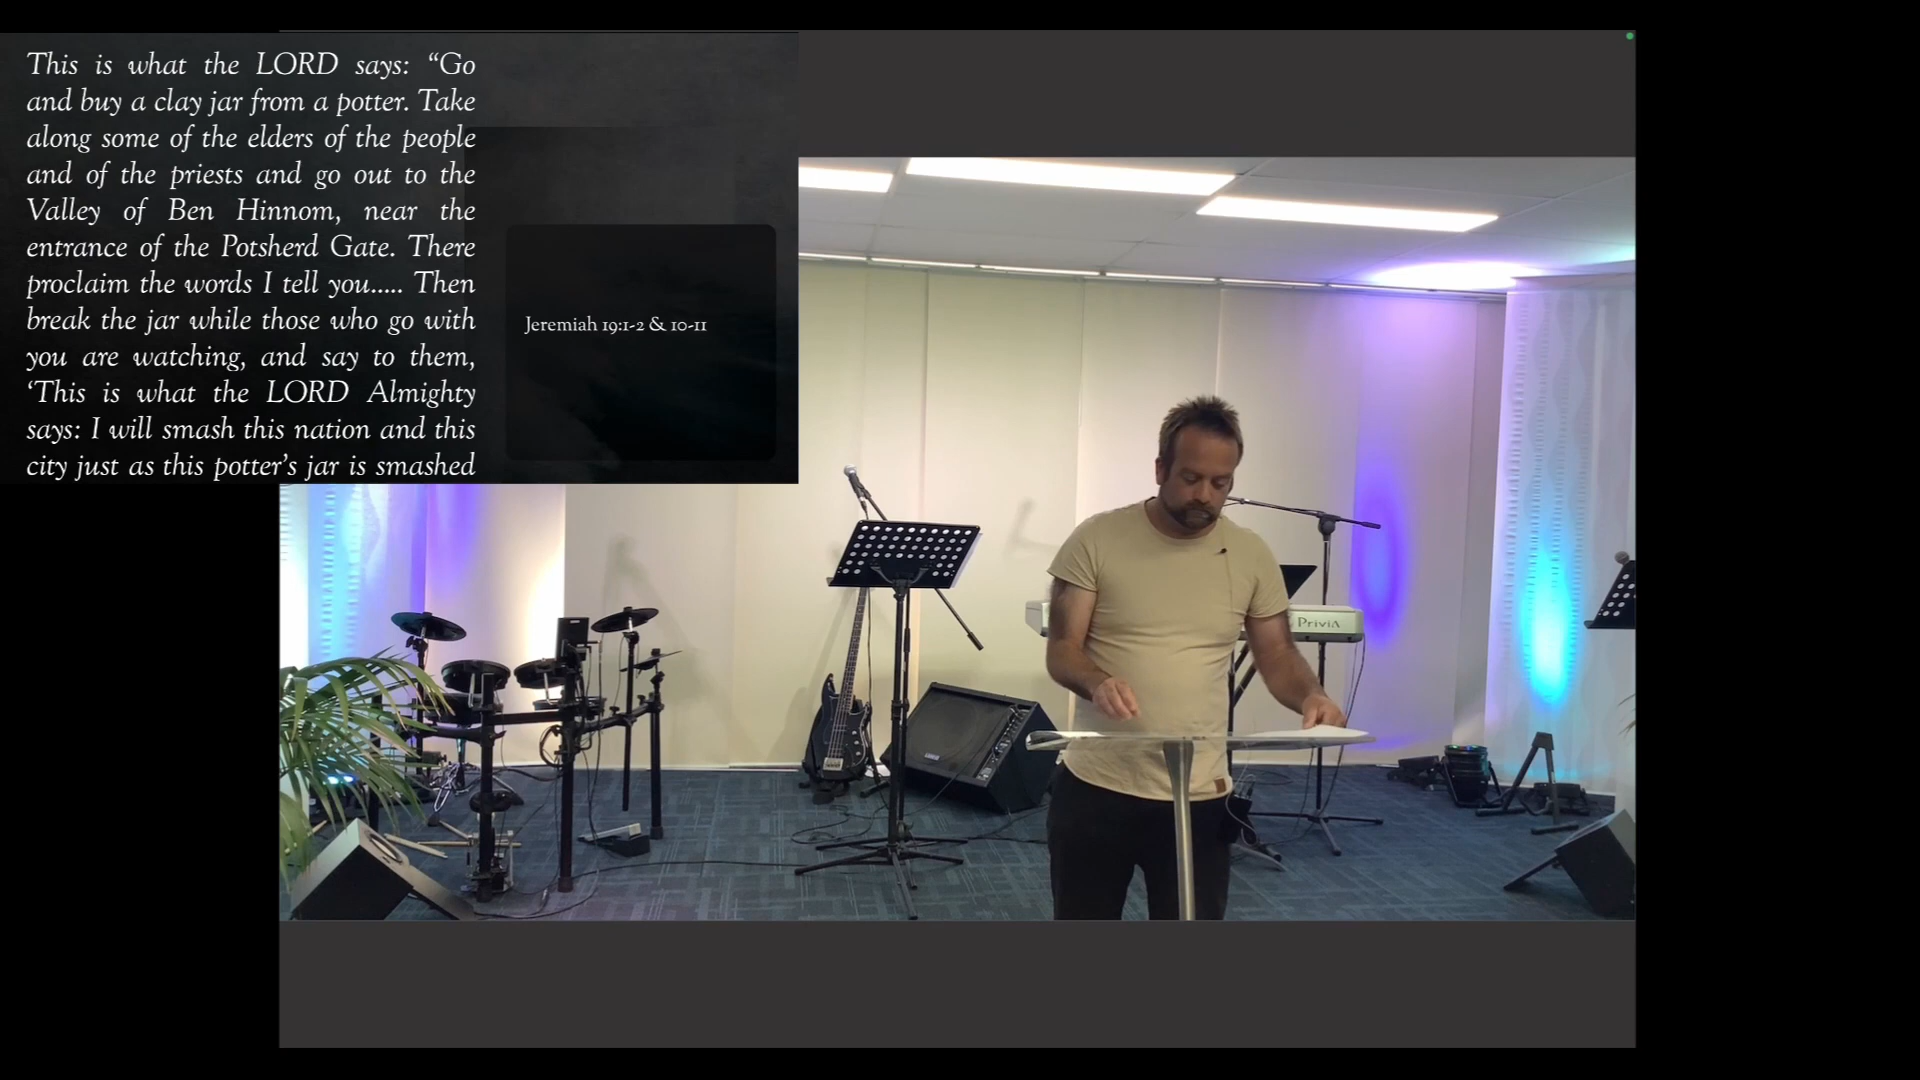 This is what the LORD says: “Go
and buy a clay jar from a potter. Take
along some of the elders of the people
and of the priests and go out to the
Valley of Ben Hinnom, near the
entrance of the Potsherd Gate. There
proclaim the words I tell you..... Then
break the jar while those who go with
you are watching, and say to them,
‘This is what the LORD Almighty
says: I will smash this nation and this
city just as this potter’s jar is smashed
Jeremiah 19:1-2 & 10-11
PriviA